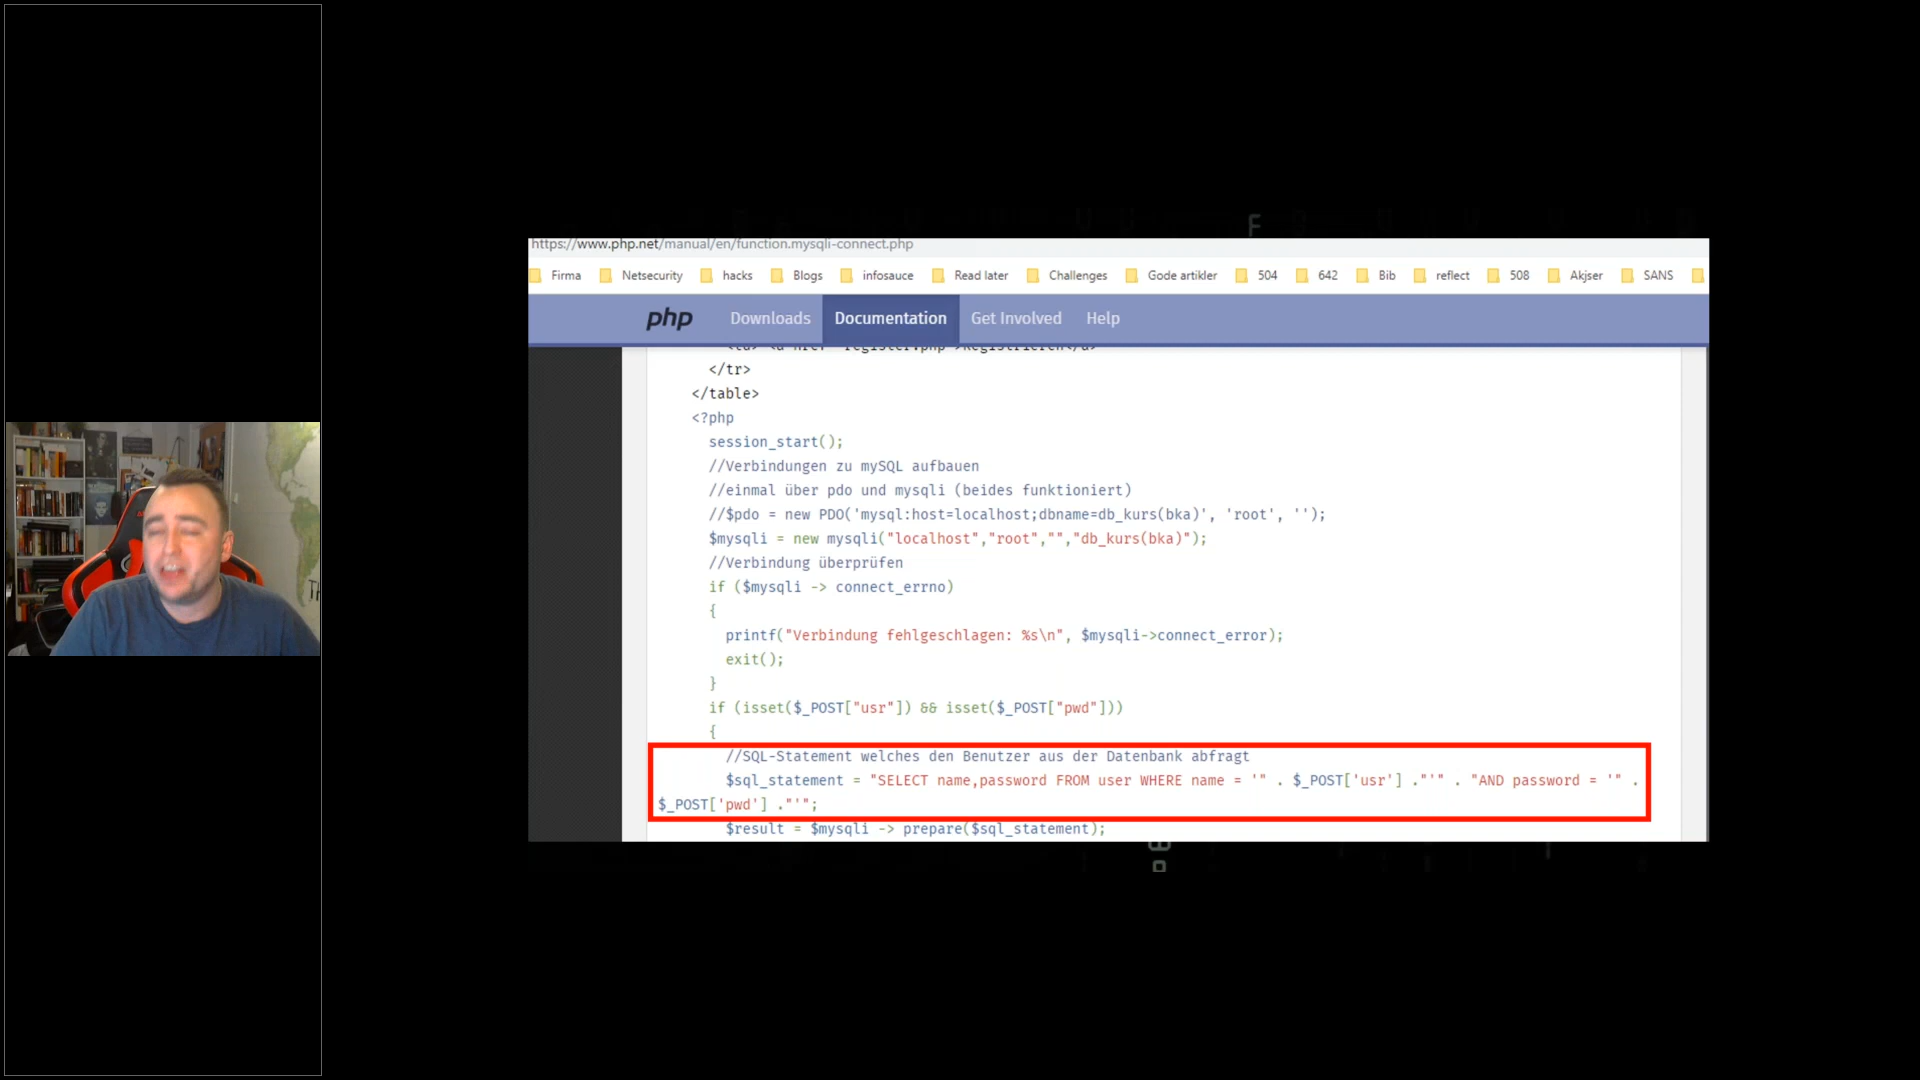 https://www.php.net/manual/en/function.mysqli-connect.php
Firma Netsecurity hacks Blogs infosauce Read later Challenges Gode artikler 504 642 Bib reflect 508 Akjser SANS
php Downloads Documentation Get Involved Help
</tr>
</table>
<?php
session_start();
//Verbindungen zu mySQL aufbauen
//einmal über pdo und mysqli (beides funktioniert)
//$pdo = new PDO('mysql:host=localhost;dbname=db_kurs(bka)', 'root', '');
$mysqli = new mysqli("localhost","root","","db_kurs(bka)");
//Verbindung überprüfen
if ($mysqli -> connect_errno)
{
printf("Verbindung fehlgeschlagen: %s\n", $mysqli->connect_error);
exit();
}
if (isset($_POST["usr"]) && isset($_POST["pwd"]))
{
//SQL-Statement welches den Benutzer aus der Datenbank abfragt
$sql_statement = "SELECT name,password FROM user WHERE name = '" . $_POST['usr'] ."'" . "AND password = '" .
$_POST['pwd'] ."'";
$result = $mysqli -> prepare($sql_statement);